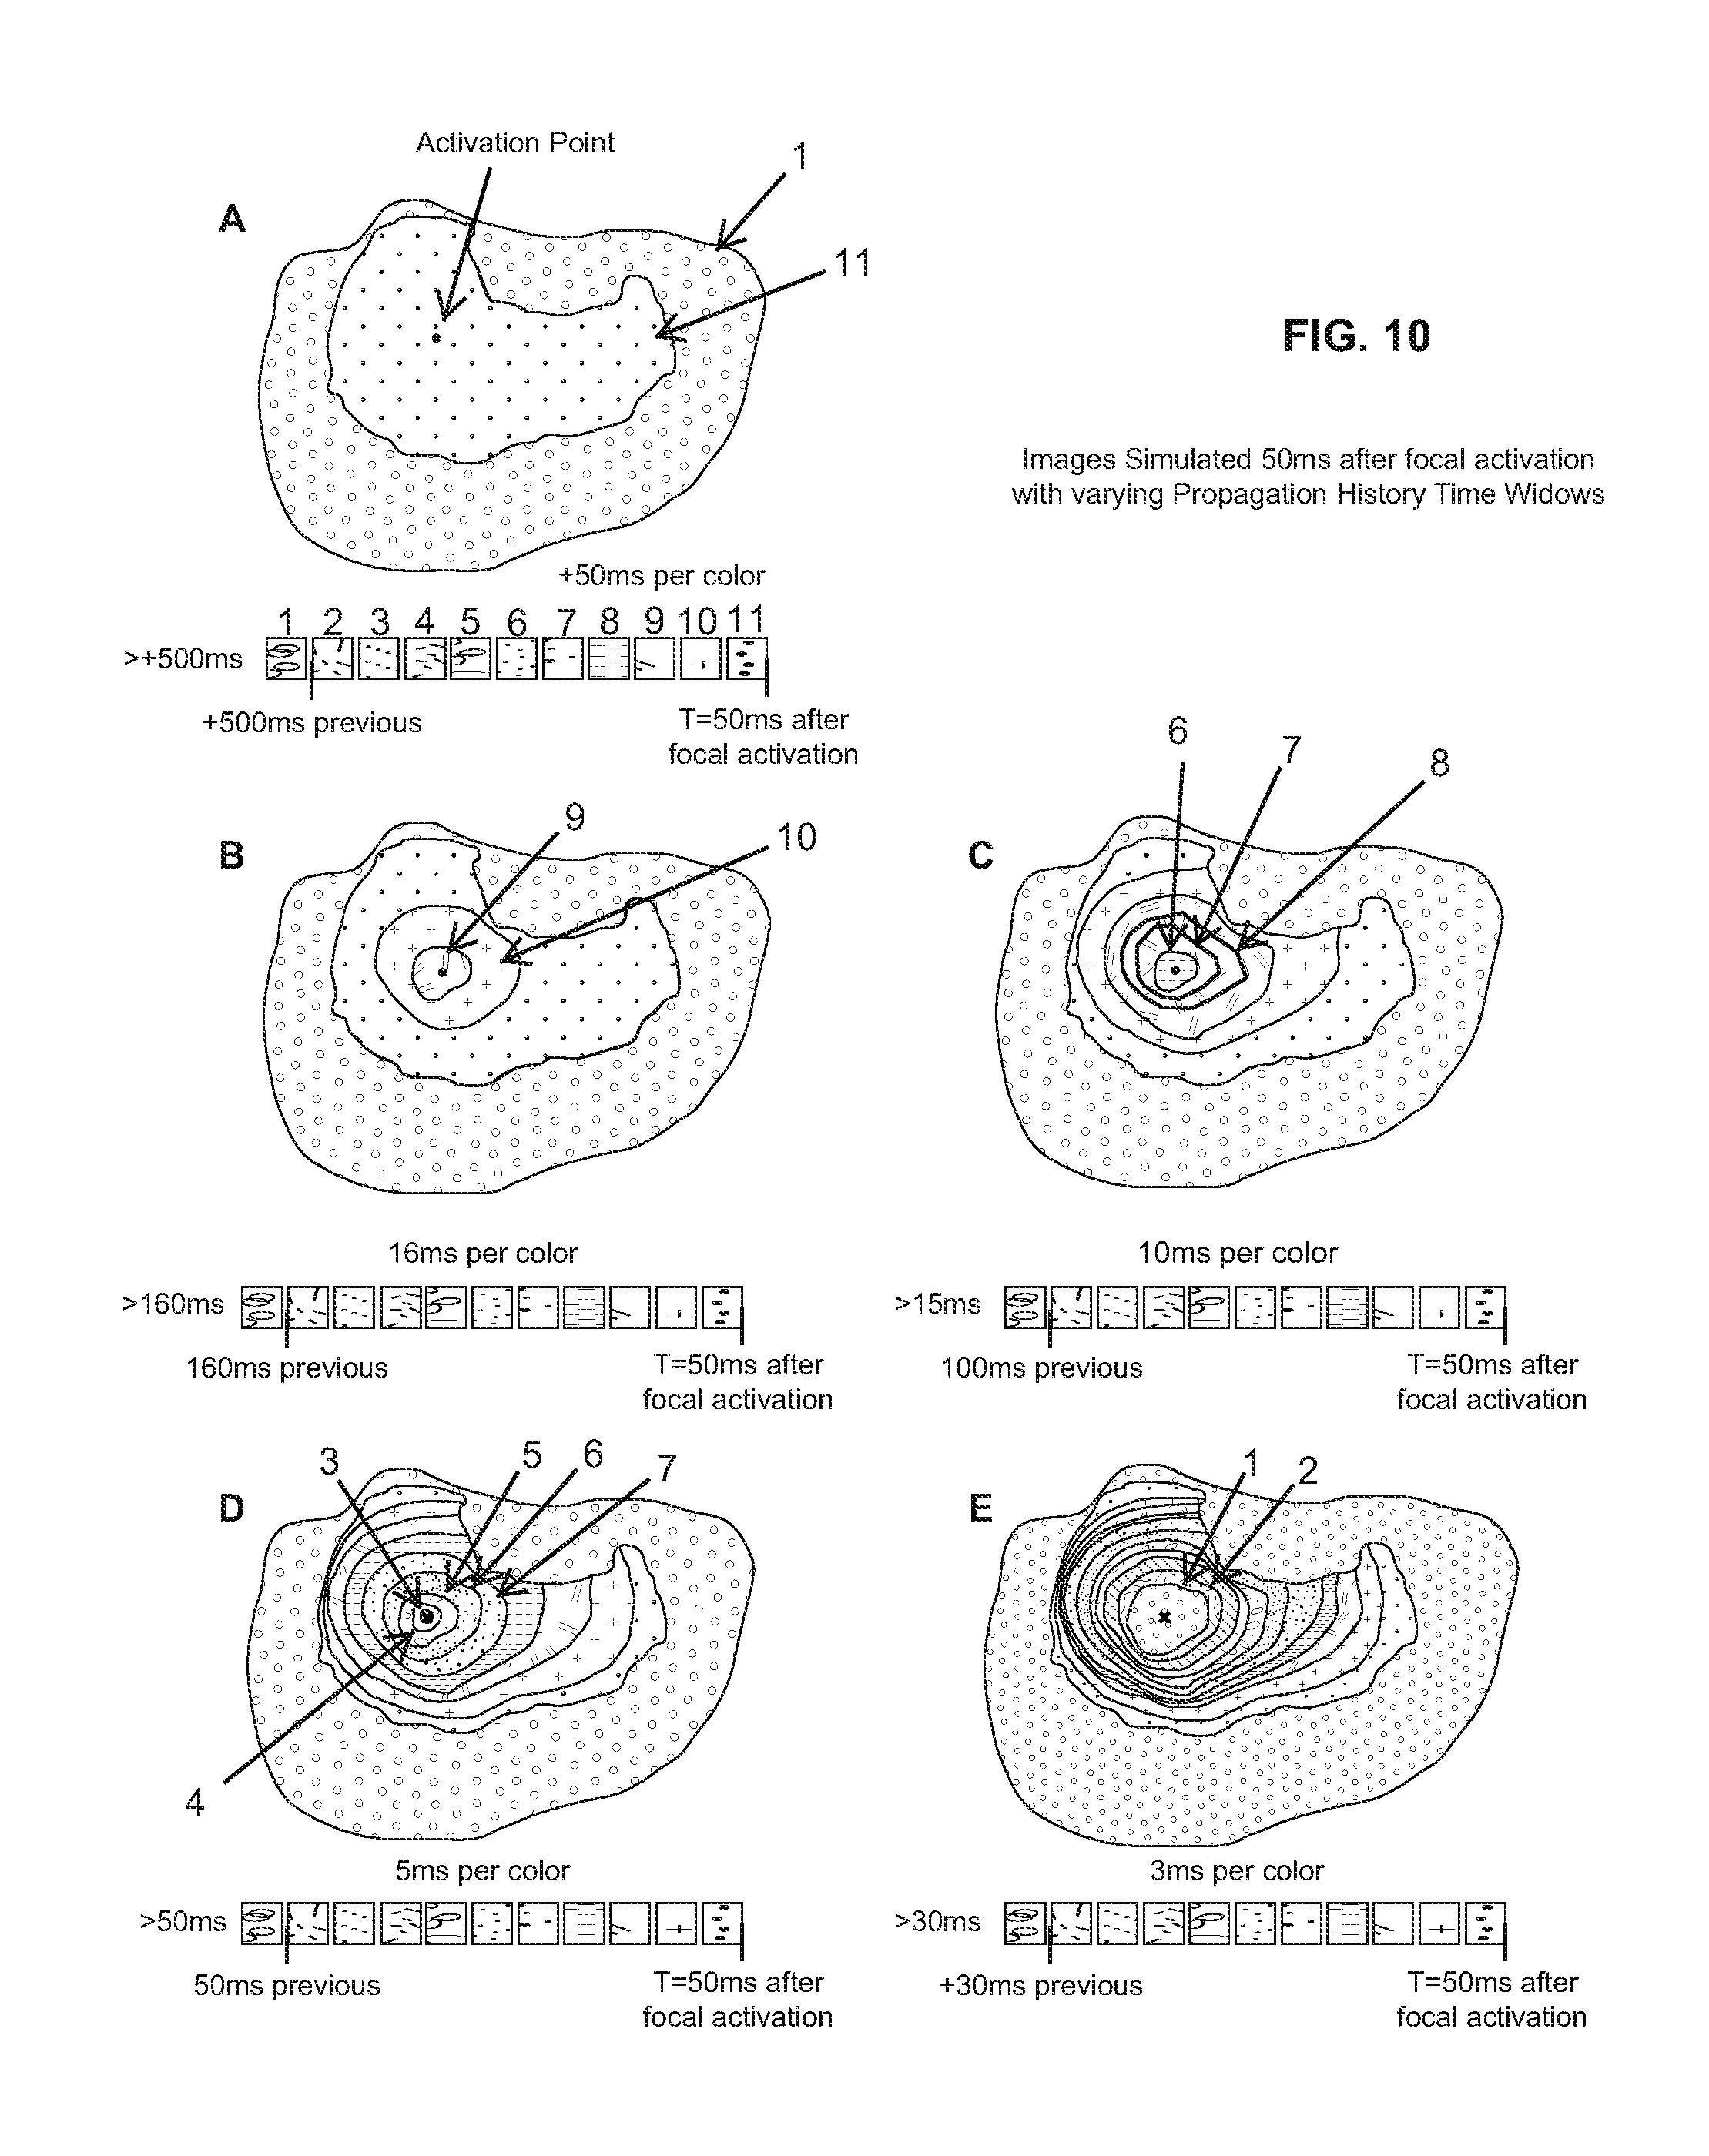 Activation Point
1
A
11
FIG. 10
Images Simulated 50ms after focal activation
with varying Propagation History Time Widows
+50ms per color
1 2 3 4 5 6 7 8 9 10 11
>+500ms
+500ms previous
T=50ms after
focal activation
B
9
10
16ms per color
>160ms
160ms previous
T=50ms after
focal activation
C
6
7
8
10ms per color
>15ms
100ms previous
T=50ms after
focal activation
D
3
5
6
7
4
5ms per color
>50ms
50ms previous
T=50ms after
focal activation
E
1
2
3ms per color
>30ms
+30ms previous
T=50ms after
focal activation